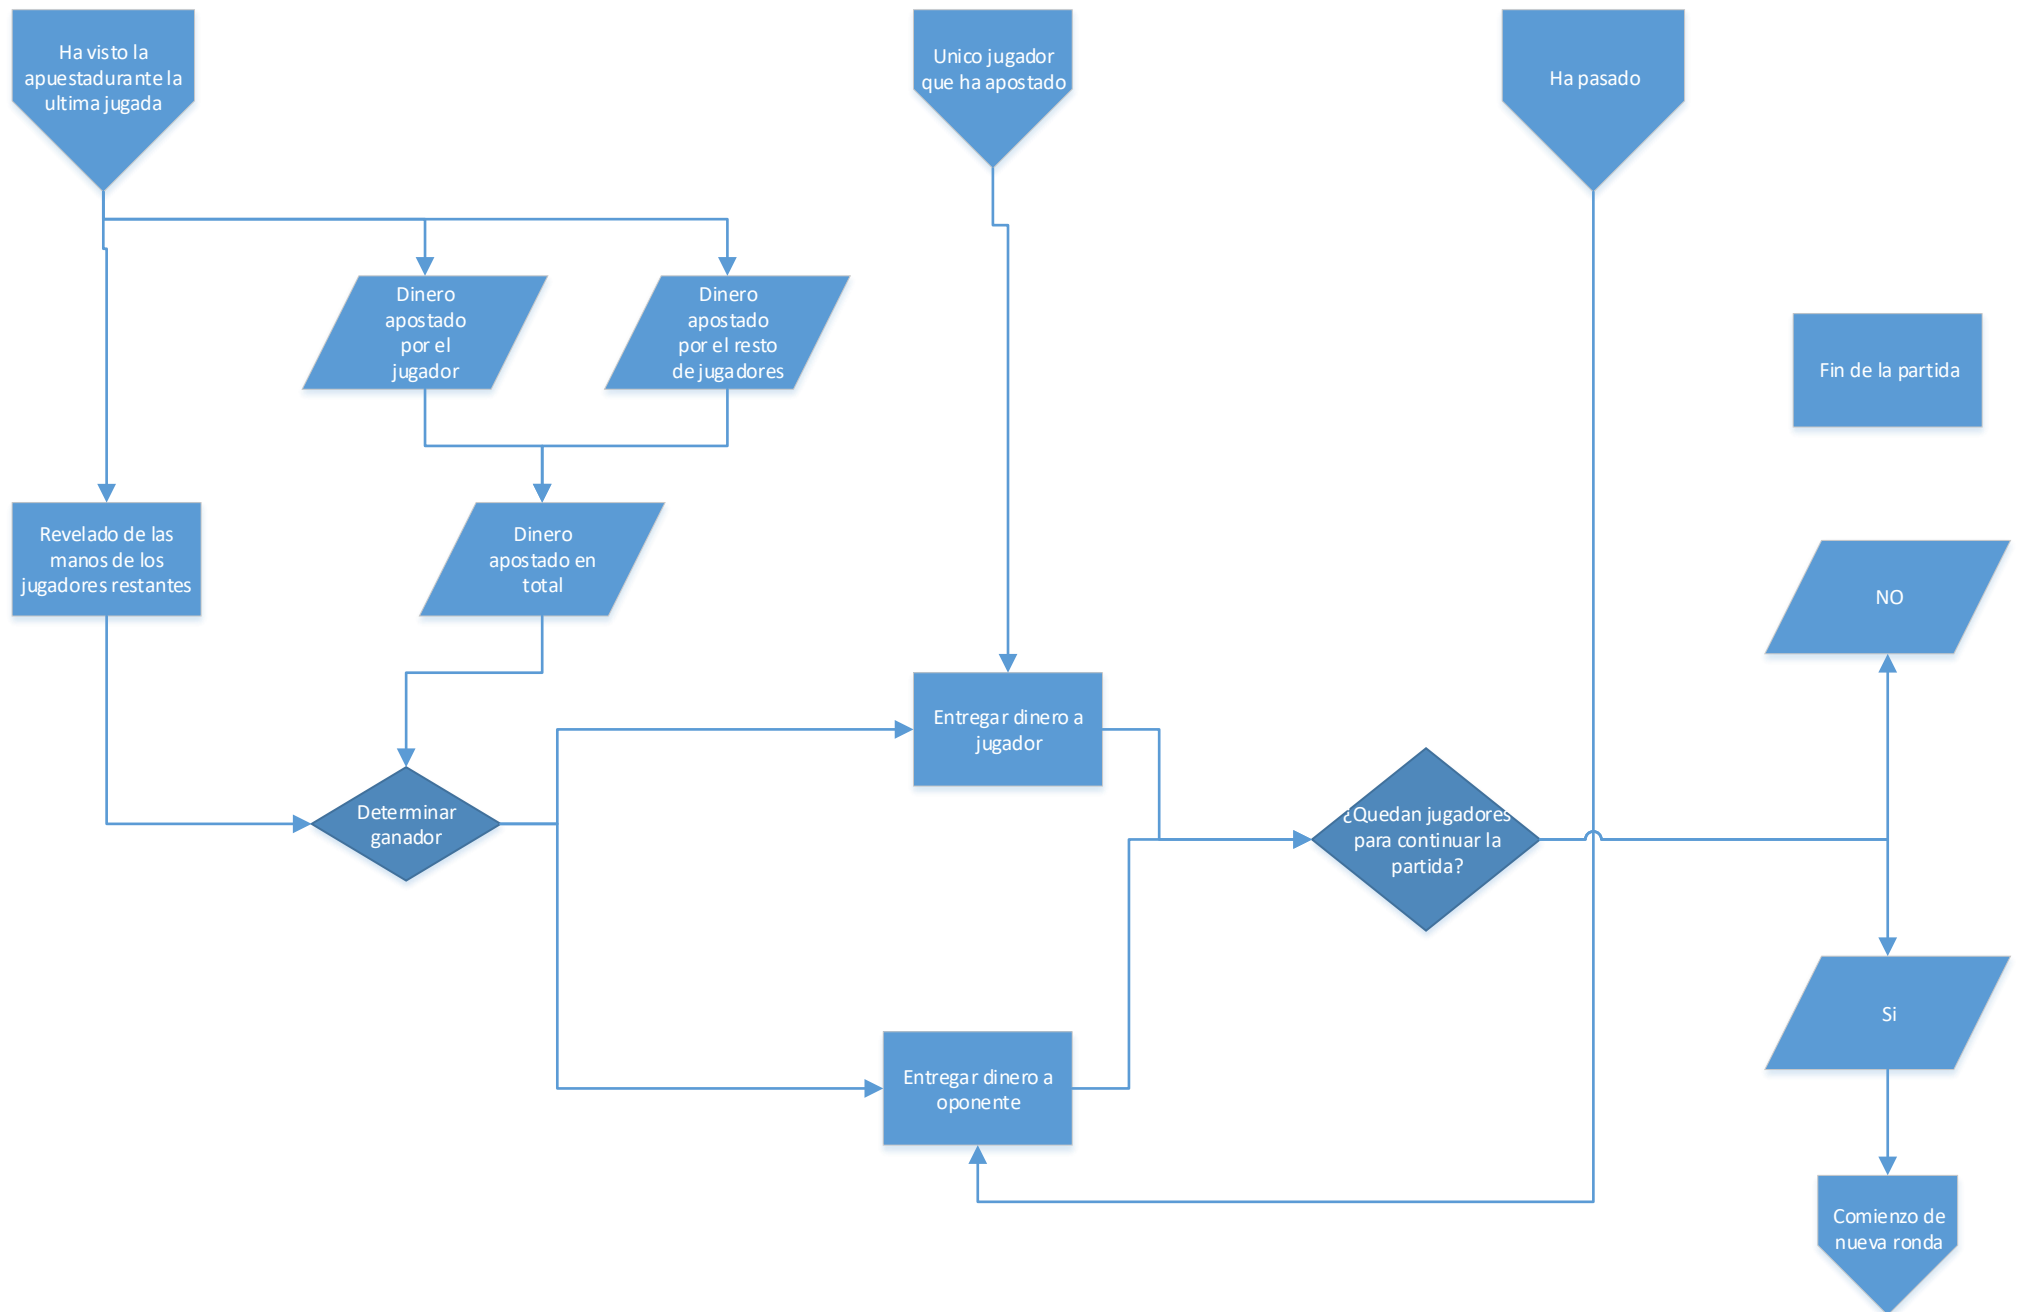 Ha visto la
apuestadurante la
ultima jugada
Unico jugador
que ha apostado
Ha pasado
Dinero
apostado
por el
jugador
Dinero
apostado
por el resto
de jugadores
Fin de la partida
Revelado de las
manos de los
jugadores restantes
Dinero
apostado en
total
NO
Entregar dinero a
jugador
Determinar
ganador
¿Quedan jugadores
para continuar la
partida?
Si
Entregar dinero a
oponente
Comienzo de
nueva ronda